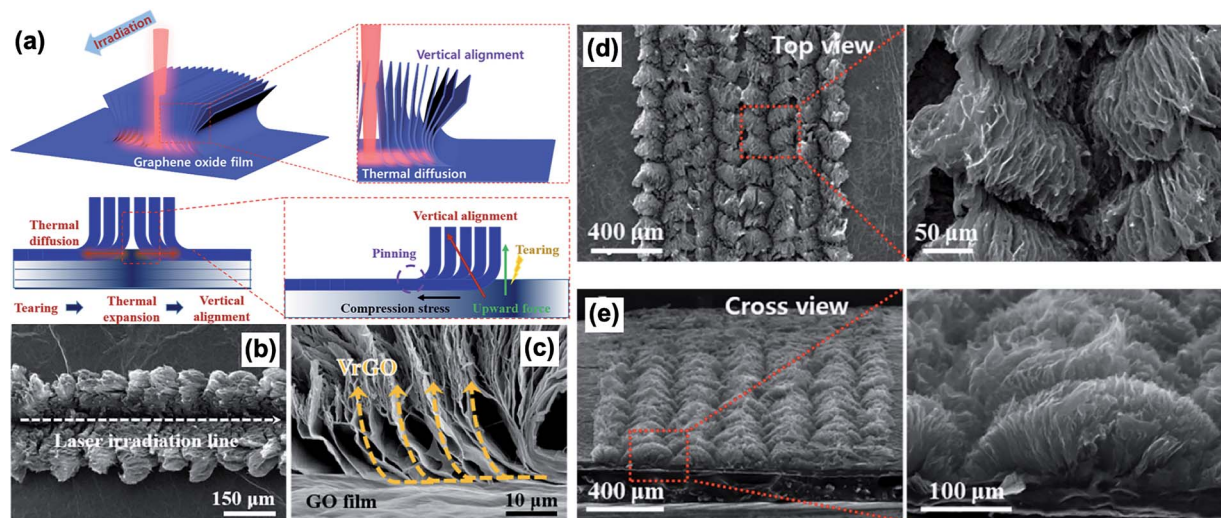 (a)
Irradiation
Vertical alignment
Graphene oxide film
Thermal diffusion
Thermal
diffusion
Tearing
Thermal
expansion
Vertical
alignment
Vertical alignment
Pinning
Tearing
Compression stress
Upward force
(b)
Laser irradiation line
150 μm
(c)
VrGO
GO film
10 μm
(d)
Top view
400 μm
50 μm
(e)
Cross view
400 μm
100 μm